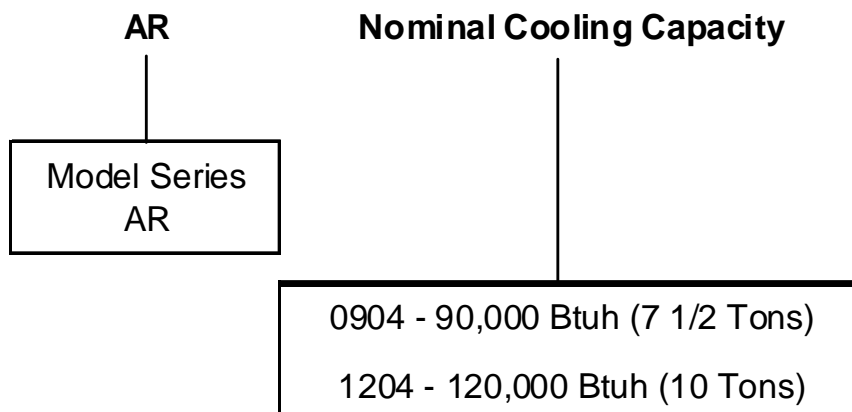 AR
Nominal Cooling Capacity
Model Series
AR
0904 - 90,000 Btuh (7 1/2 Tons)
1204 - 120,000 Btuh (10 Tons)